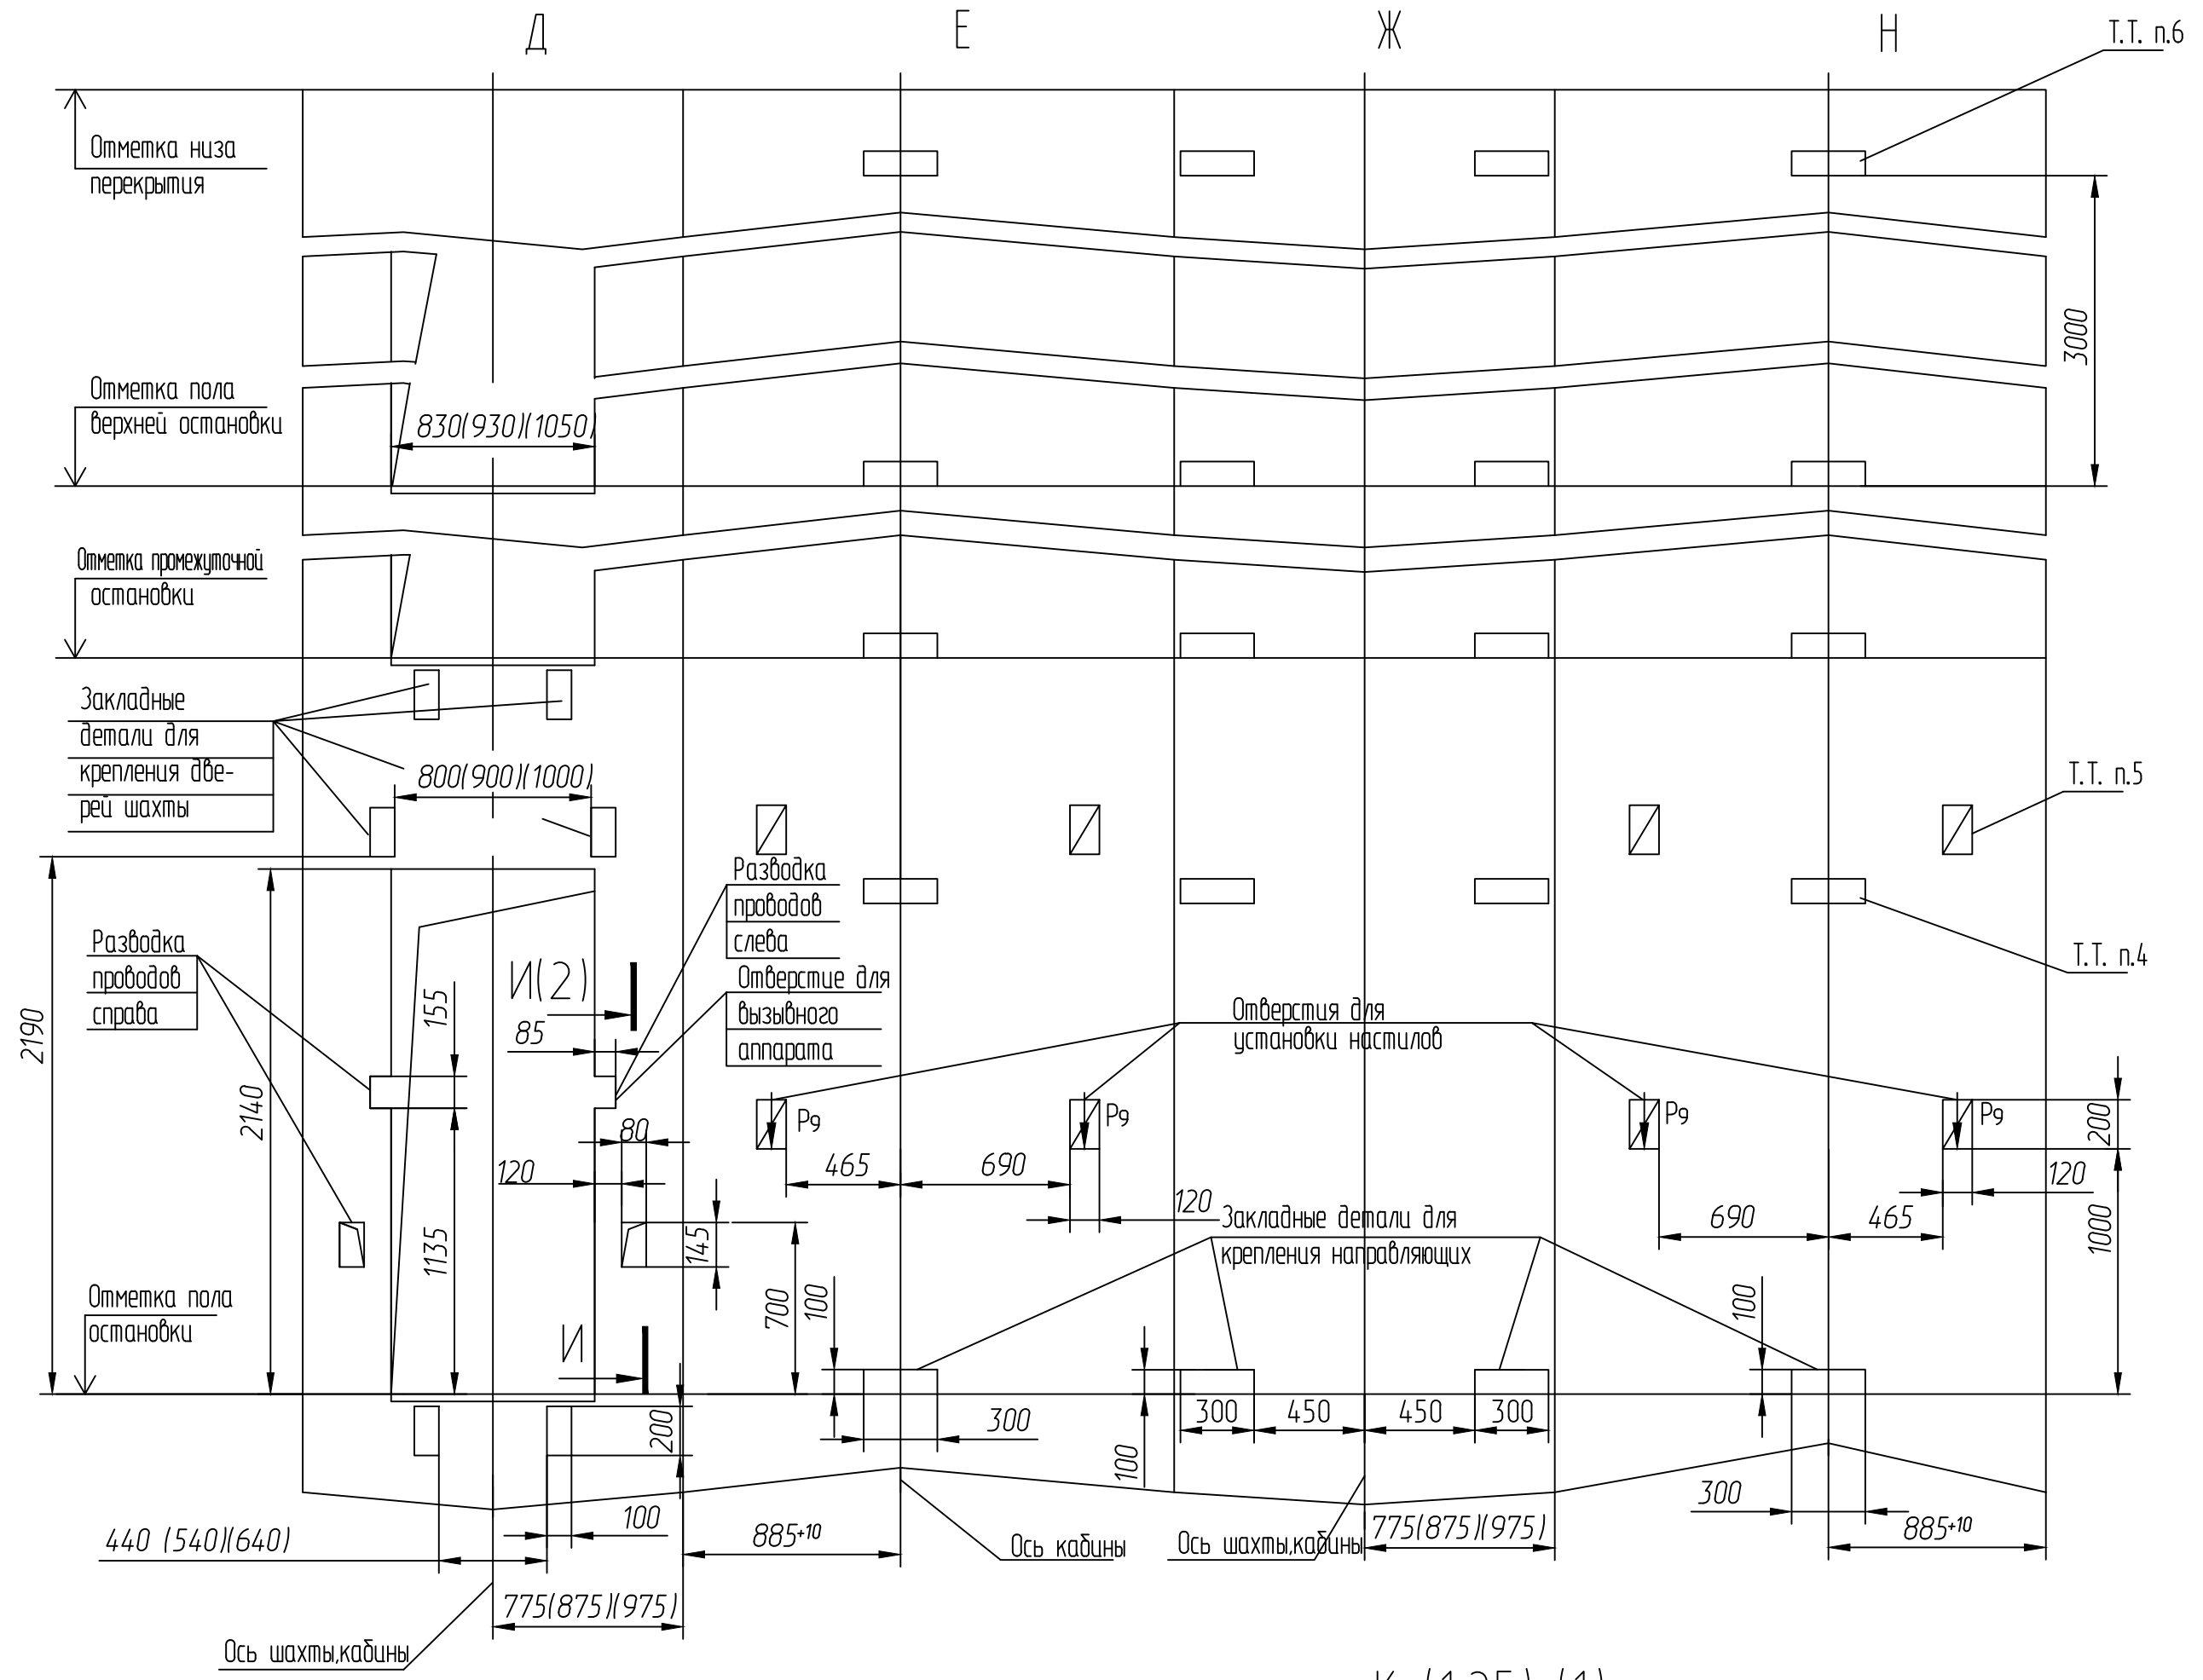 Д
Е
Ж
Н
Т.Т. п.6
Отметка низа
перекрытия
3000
Отметка пола
верхней остановки
830(930)(1050)
Отметка промежуточной
остановки
Закладные
детали для
крепления две-
рей шахты
800(900)(1000)
Т.Т. п.5
Разводка
проводов
слева
Разводка
проводов
справа
И(2)
Отверстие для
вызывного
аппарата
Т.Т. п.4
155
85
2190
2140
Отверстия для
установки настилов
80
Р9
Р9
Р9
Р9
200
120
465
690
120
120
1135
145
Закладные детали для
крепления направляющих
690
465
1000
Отметка пола
остановки
700
100
100
И
200
300
300
450
450
300
100
300
440 (540)(640)
100
885+10
Ось кабины
Ось шахты,кабины
775(875)(975)
885+10
775(875)(975)
Ось шахты,кабины